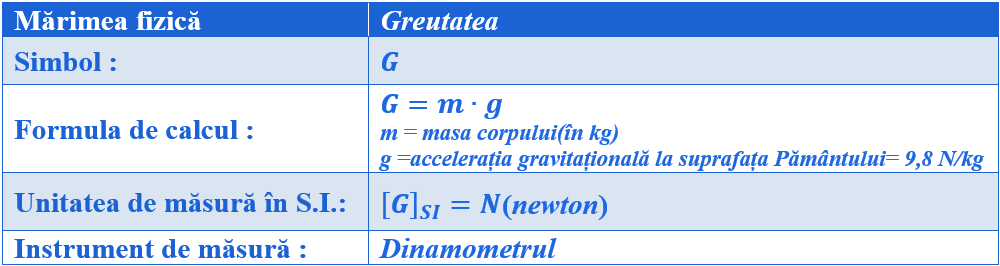 Mărimea fizică Greutatea
Simbol : G
Formula de calcul : G = m · g
m = masa corpului(în kg)
g =accelerația gravitațională la suprafața Pământului= 9,8 N/kg
Unitatea de măsură în S.I.: [G]SI = N(newton)
Instrument de măsură : Dinamometrul